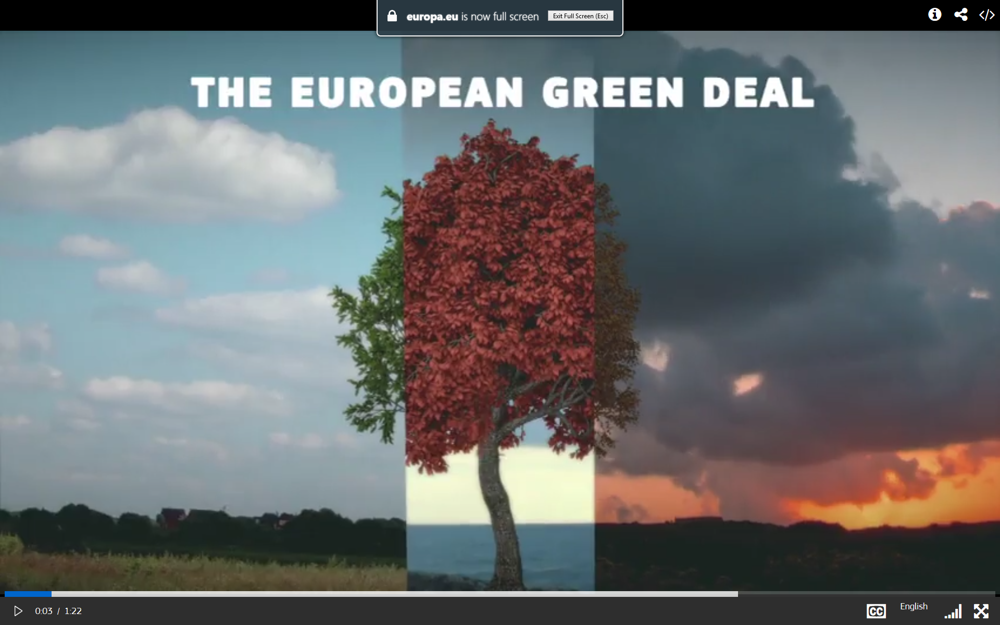 europa.eu is now full screen Exit Full Screen (Esc)
THE EUROPEAN GREEN DEAL
0:03 / 1:22
CC
English